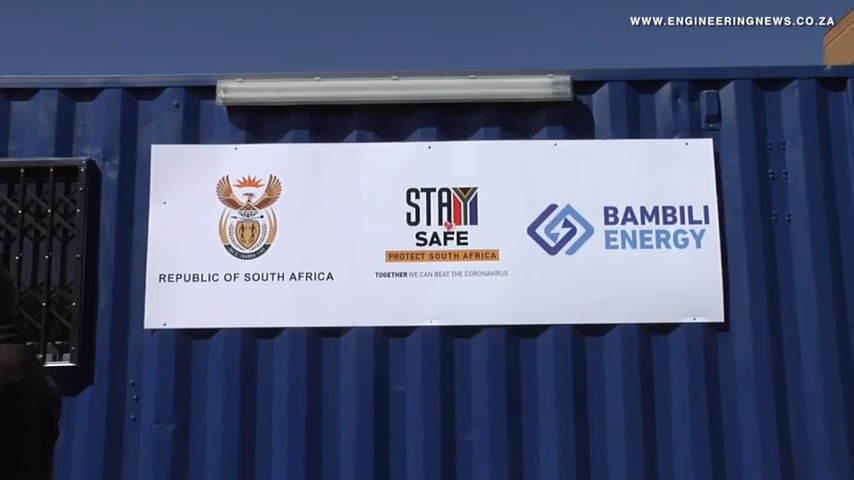 WWW.ENGINEERINGNEWS.CO.ZA
REPUBLIC OF SOUTH AFRICA
STAY
SAFE
PROTECT SOUTH AFRICA
TOGETHER WE CAN BEAT THE CORONAVIRUS
BAMBILI
ENERGY